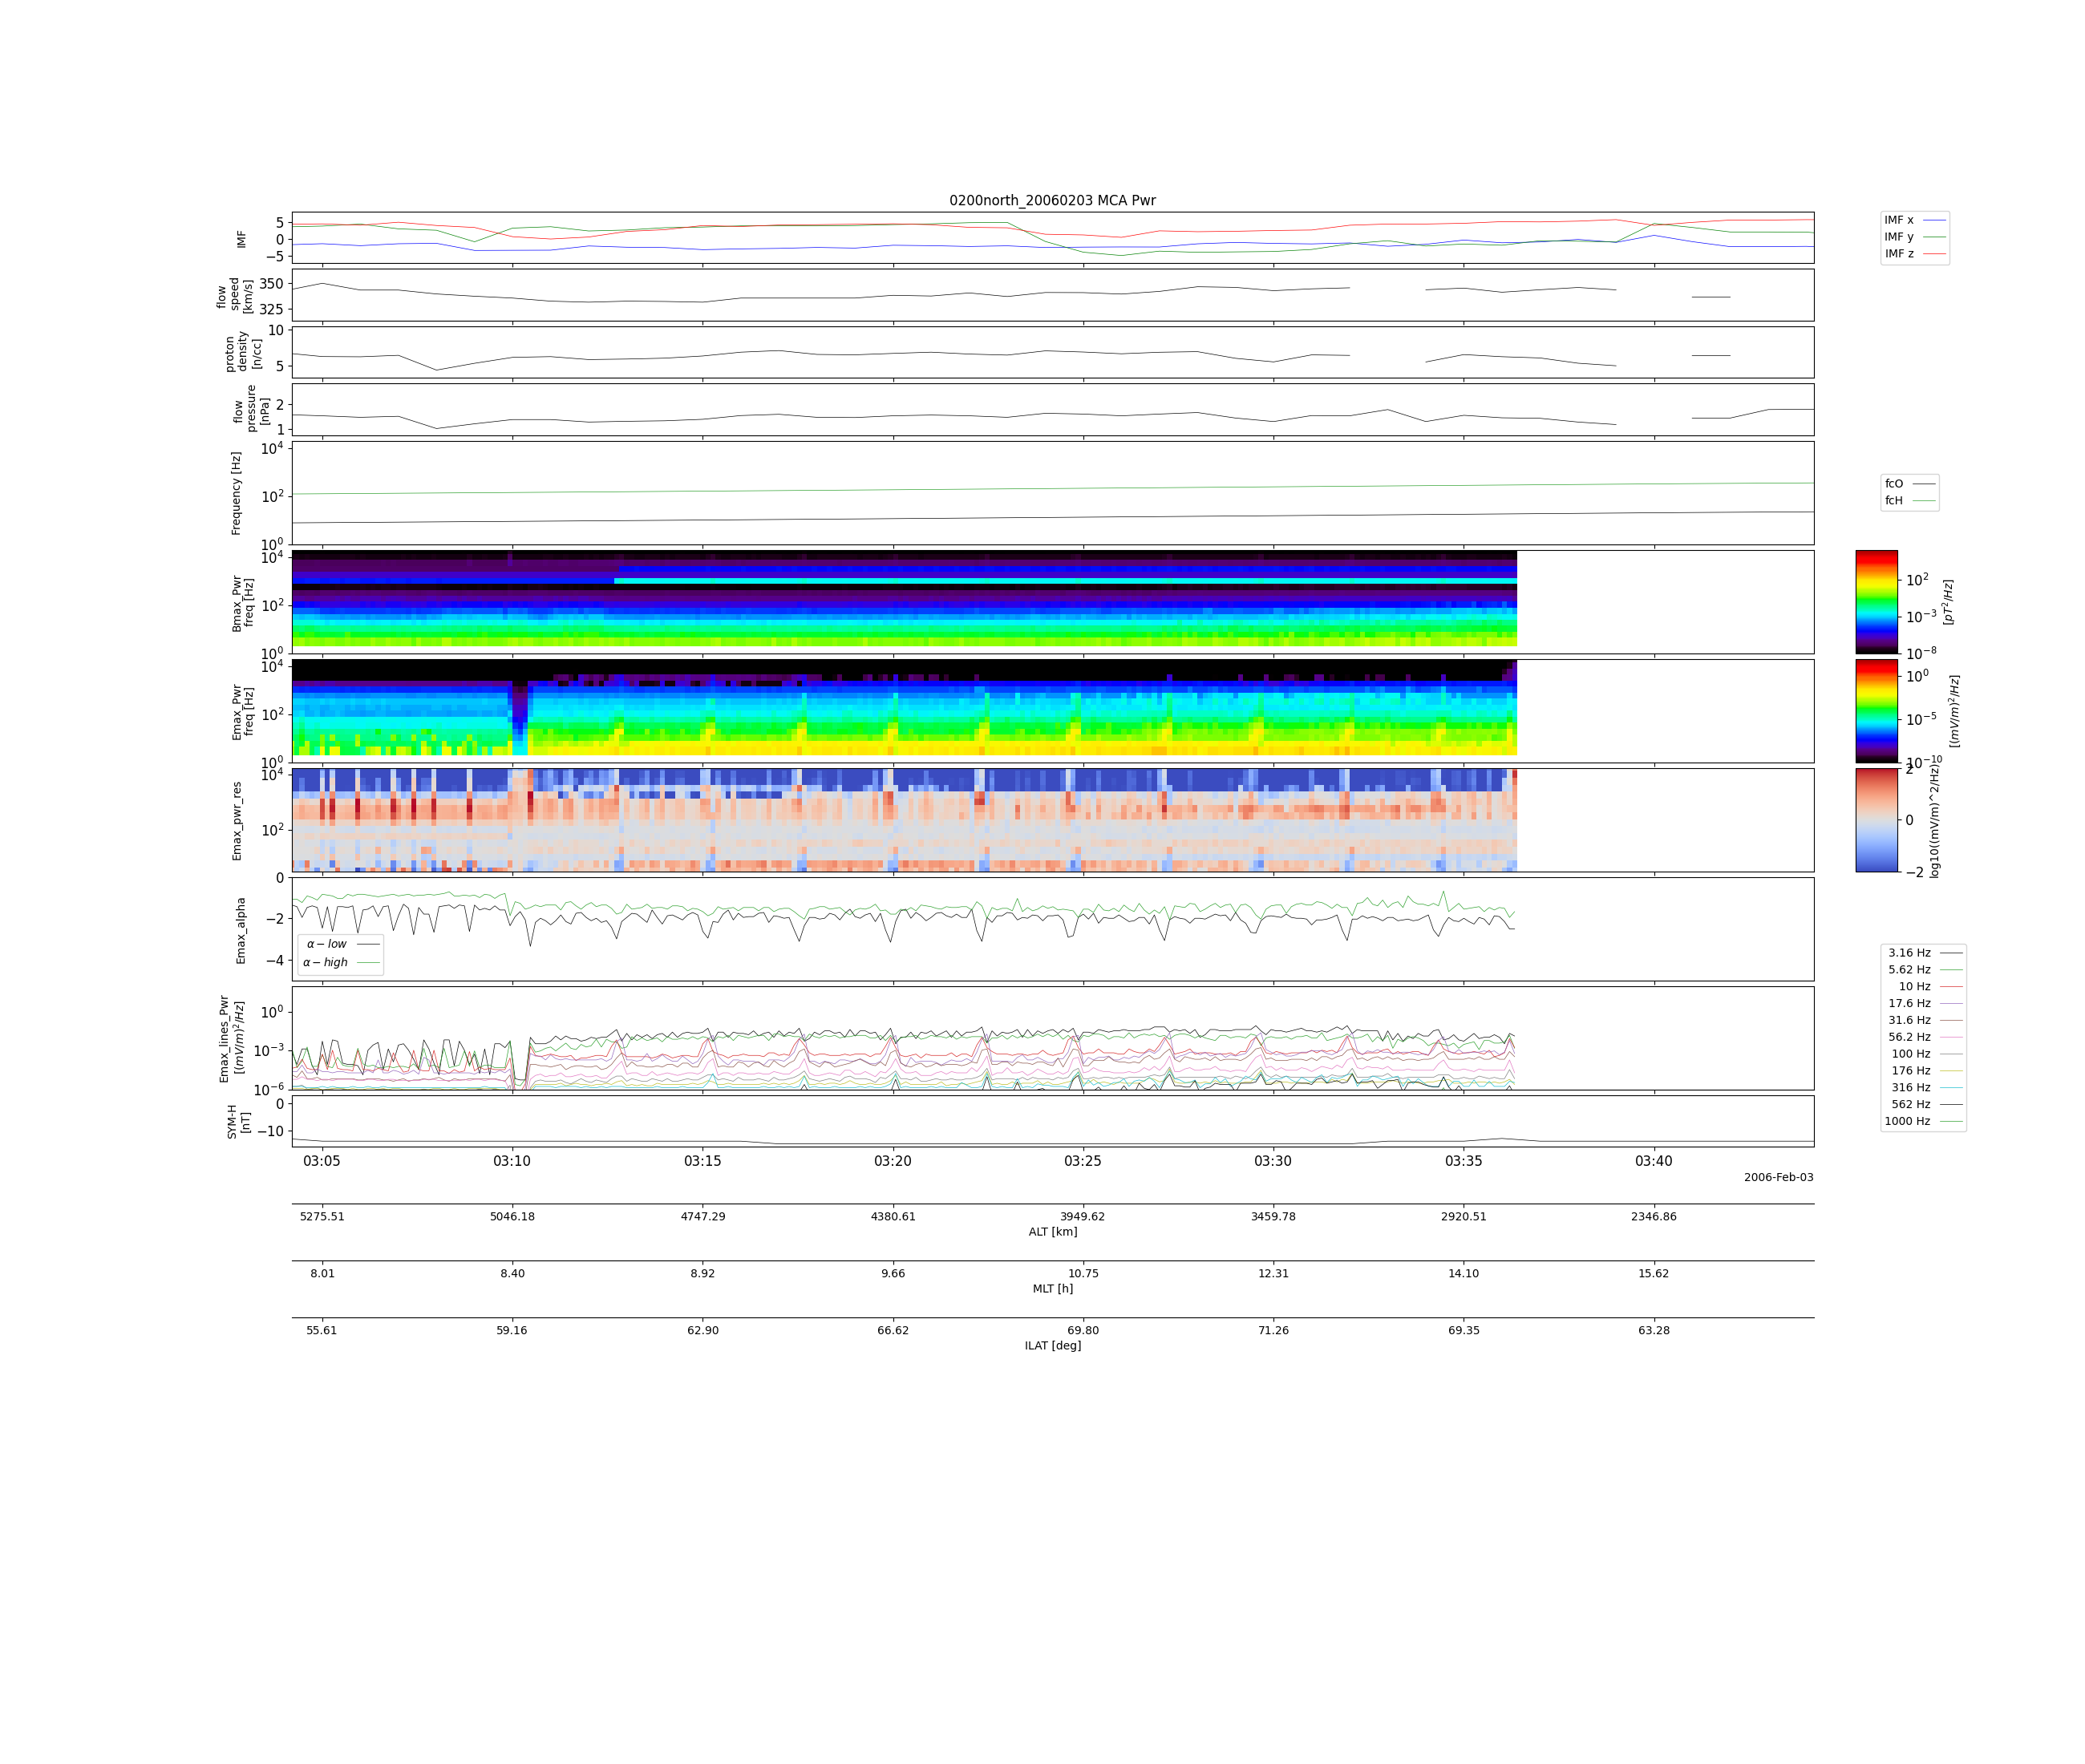 0200north_20060203 MCA Pwr
5
0
−5
IMF
IMF x
IMF y
IMF z
350
325
flow
speed
[km/s]
10
5
proton
density
[n/cc]
2
1
flow
pressure
[nPa]
10^4
10^2
10^0
Frequency [Hz]
fcO
fcH
10^4
10^2
10^0
Bmax_Pwr
freq [Hz]
10^2
10^−3
10^−8
[pT^2/Hz]
10^4
10^2
10^0
Emax_Pwr
freq [Hz]
10^0
10^−5
10^−10
[(mV/m)^2/Hz]
10^4
10^2
Emax_pwr_res
2
0
−2
log10((mV/m)^2/Hz)
0
−2
−4
Emax_alpha
α − low
α − high
10^0
10^−3
10^−6
Emax_lines_Pwr
[(mV/m)^2/Hz]
3.16 Hz
5.62 Hz
10 Hz
17.6 Hz
31.6 Hz
56.2 Hz
100 Hz
176 Hz
316 Hz
562 Hz
1000 Hz
0
−10
SYM-H
[nT]
03:05 03:10 03:15 03:20 03:25 03:30 03:35 03:40
2006-Feb-03
5275.51 5046.18 4747.29 4380.61 3949.62 3459.78 2920.51 2346.86
ALT [km]
8.01 8.40 8.92 9.66 10.75 12.31 14.10 15.62
MLT [h]
55.61 59.16 62.90 66.62 69.80 71.26 69.35 63.28
ILAT [deg]